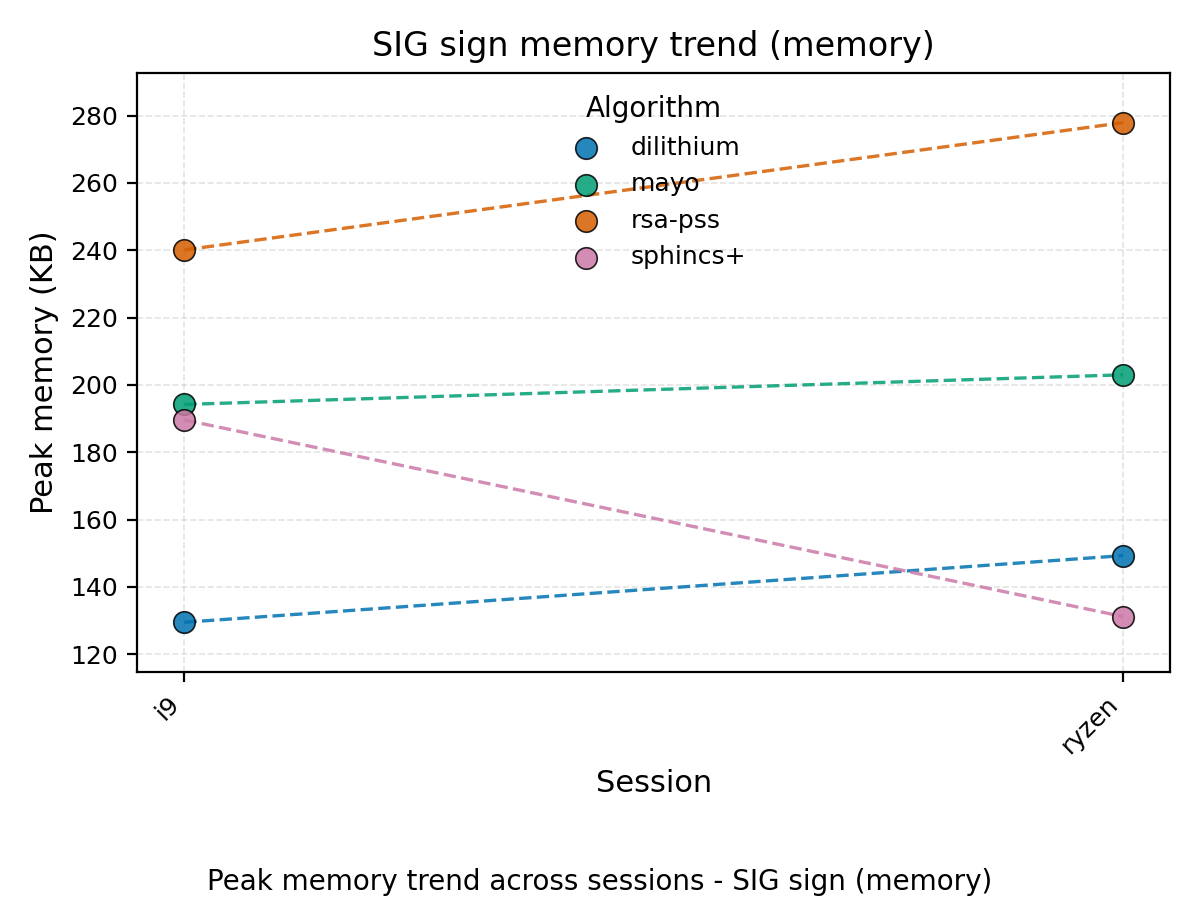 SIG sign memory trend (memory)
Peak memory (KB)
280
260
240
220
200
180
160
140
120
Algorithm
dilithium
mayo
rsa-pss
sphincs+
i9
ryzen
Session
Peak memory trend across sessions - SIG sign (memory)